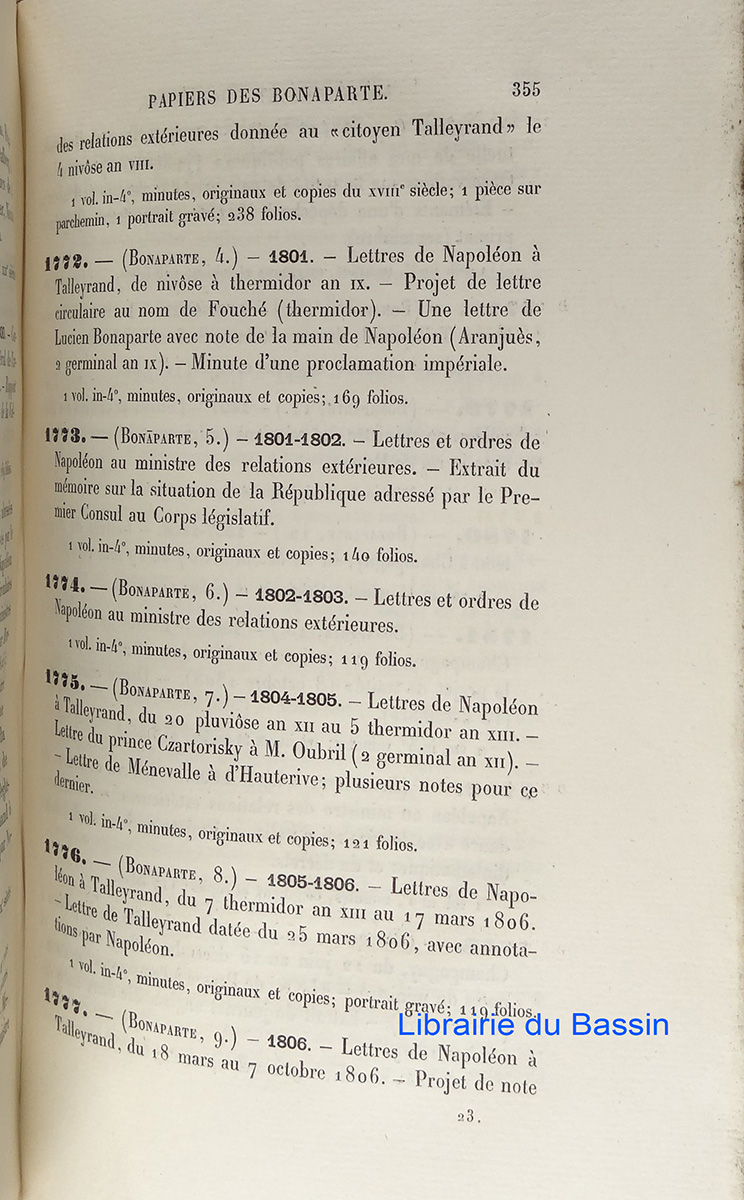 PAPIERS DES BONAPARTE. 355
des relations extérieures donnée au «citoyen Talleyrand» le
4 nivôse an VIII.
1 vol. in-4°, minutes, originaux et copies du XVIIIe siècle; 1 pièce sur
parchemin, 1 portrait gravé; 238 folios.
1772. — (BONAPARTE, 4.) — 1801. — Lettres de Napoléon à
Talleyrand, de nivôse à thermidor an IX. — Projet de lettre
circulaire au nom de Fouché (thermidor). — Une lettre de
Lucien Bonaparte avec note de la main de Napoléon (Aranjuès,
2 germinal an IX). — Minute d'une proclamation impériale.
1 vol. in-4°, minutes, originaux et copies; 169 folios.
1773. — (BONAPARTE, 5.) — 1801-1802. — Lettres et ordres de
Napoléon au ministre des relations extérieures. — Extrait du
mémoire sur la situation de la République adressé par le Pre-
mier Consul au Corps législatif.
1 vol. in-4°, minutes, originaux et copies; 140 folios.
1774. — (BONAPARTE, 6.) — 1802-1803. — Lettres et ordres de
Napoléon au ministre des relations extérieures.
1 vol. in-4°, minutes, originaux et copies; 119 folios.
1775. — (BONAPARTE, 7.) — 1804-1805. — Lettres de Napoléon
à Talleyrand, du 20 pluviôse an XII au 5 thermidor an XIII. —
Lettre du prince Czartorisky à M. Oubril (2 germinal an XII). —
— Lettre de Ménevalle à d'Hauterive; plusieurs notes pour ce
dernier.
1 vol. in-4°, minutes, originaux et copies; 121 folios.
1776. — (BONAPARTE, 8.) — 1805-1806. — Lettres de Napo-
léon à Talleyrand, du 7 thermidor an XIII au 17 mars 1806.
— Lettre de Talleyrand datée du 25 mars 1806, avec annota-
tions par Napoléon.
1 vol. in-4°, minutes, originaux et copies; portrait gravé; 119 folios.
Librairie du Bassin
1777. — (BONAPARTE, 9.) — 1806. — Lettres de Napoléon à
Talleyrand, du 18 mars au 7 octobre 1806. — Projet de note
23.